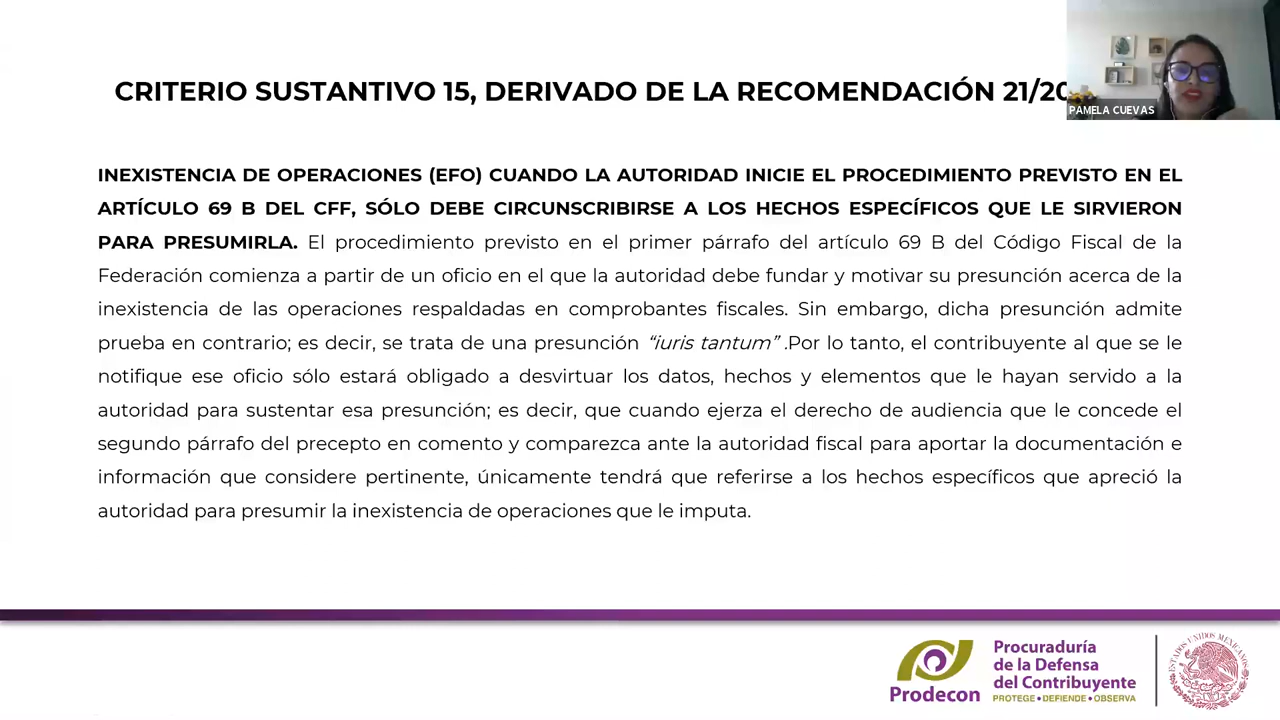 CRITERIO SUSTANTIVO 15, DERIVADO DE LA RECOMENDACIÓN 21/20
PAMELA CUEVAS
INEXISTENCIA DE OPERACIONES (EFO) CUANDO LA AUTORIDAD INICIE EL PROCEDIMIENTO PREVISTO EN EL
ARTÍCULO 69 B DEL CFF, SÓLO DEBE CIRCUNSCRIBIRSE A LOS HECHOS ESPECÍFICOS QUE LE SIRVIERON
PARA PRESUMIRLA. El procedimiento previsto en el primer párrafo del artículo 69 B del Código Fiscal de la
Federación comienza a partir de un oficio en el que la autoridad debe fundar y motivar su presunción acerca de la
inexistencia de las operaciones respaldadas en comprobantes fiscales. Sin embargo, dicha presunción admite
prueba en contrario; es decir, se trata de una presunción “iuris tantum” .Por lo tanto, el contribuyente al que se le
notifique ese oficio sólo estará obligado a desvirtuar los datos, hechos y elementos que le hayan servido a la
autoridad para sustentar esa presunción; es decir, que cuando ejerza el derecho de audiencia que le concede el
segundo párrafo del precepto en comento y comparezca ante la autoridad fiscal para aportar la documentación e
información que considere pertinente, únicamente tendrá que referirse a los hechos específicos que apreció la
autoridad para presumir la inexistencia de operaciones que le imputa.
Prodecon
Procuraduría
de la Defensa
del Contribuyente
PROTEGE • DEFIENDE • OBSERVA
ESTADOS UNIDOS MEXICANOS